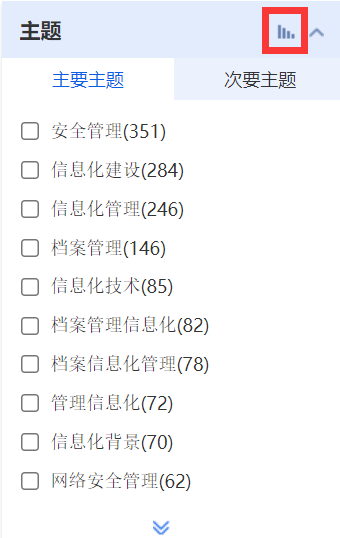 主题
主要主题 次要主题
安全管理(351)
信息化建设(284)
信息化管理(246)
档案管理(146)
信息化技术(85)
档案管理信息化(82)
档案信息化管理(78)
管理信息化(72)
信息化背景(70)
网络安全管理(62)